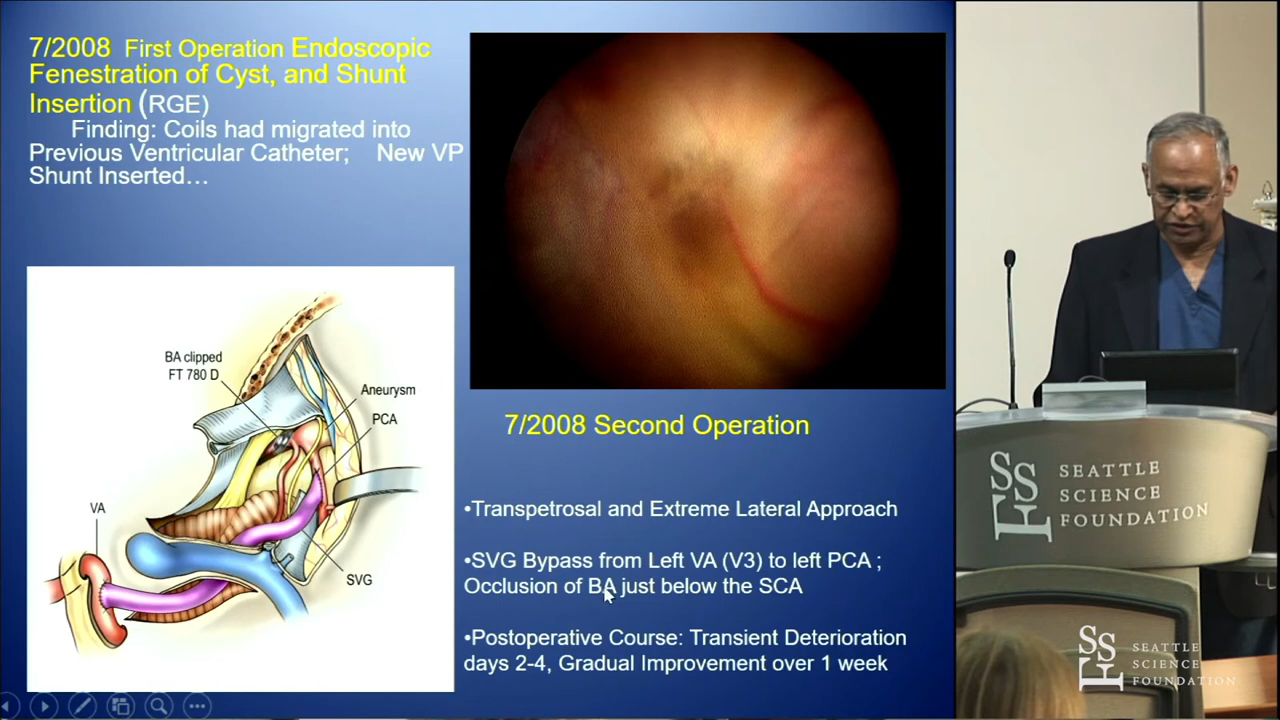 7/2008 First Operation Endoscopic
Fenestration of Cyst, and Shunt
Insertion (RGE)
Finding: Coils had migrated into
Previous Ventricular Catheter; New VP
Shunt Inserted…
BA clipped
FT 780 D
Aneurysm
PCA
VA
SVG
7/2008 Second Operation
•Transpetrosal and Extreme Lateral Approach
•SVG Bypass from Left VA (V3) to left PCA ;
Occlusion of BA just below the SCA
•Postoperative Course: Transient Deterioration
days 2-4, Gradual Improvement over 1 week
SSF
SEATTLE
SCIENCE
FOUNDATION
SSF
SEATTLE
SCIENCE
FOUNDATION